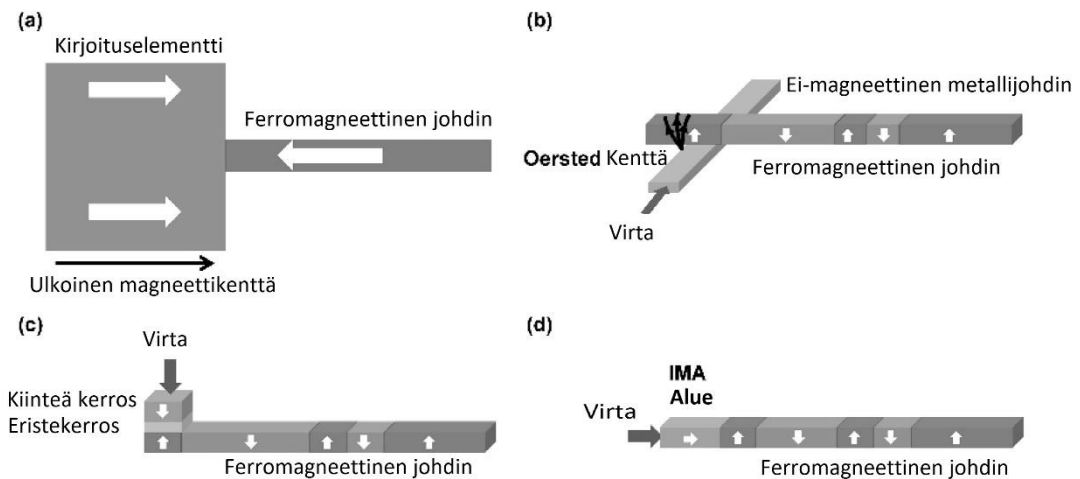 (a)
Kirjoituselementti
Ferromagneettinen johdin
Ulkoinen magneettikenttä
(b)
Ei-magneettinen metallijohdin
Oersted Kenttä
Ferromagneettinen johdin
Virta
(c)
Virta
Kiinteä kerros
Eristekerros
Ferromagneettinen johdin
(d)
IMA
Alue
Virta
Ferromagneettinen johdin